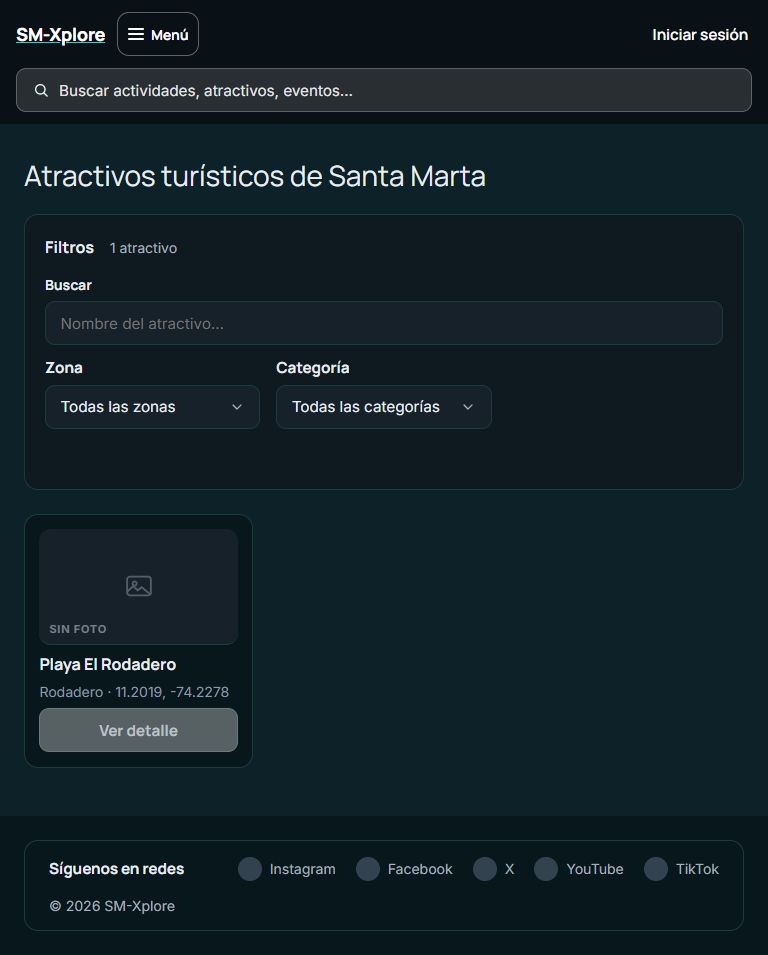 SM-Xplore Menú Iniciar sesión
Buscar actividades, atractivos, eventos...
Atractivos turísticos de Santa Marta
Filtros 1 atractivo
Buscar
Nombre del atractivo...
Zona Categoría
Todas las zonas Todas las categorías
SIN FOTO
Playa El Rodadero
Rodadero · 11.2019, -74.2278
Ver detalle
Síguenos en redes Instagram Facebook X YouTube TikTok
© 2026 SM-Xplore